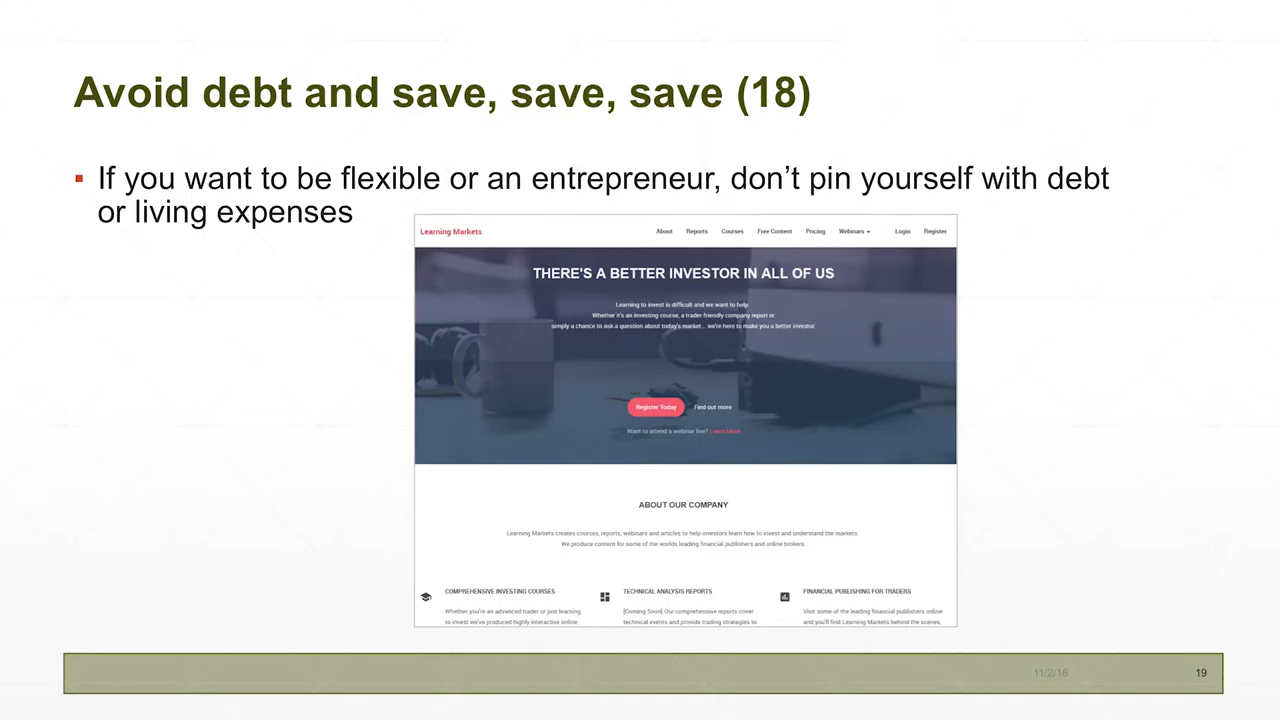 Avoid debt and save, save, save (18)
▪ If you want to be flexible or an entrepreneur, don’t pin yourself with debt
or living expenses
Learning Markets
About Reports Courses Free Content Pricing Webinars Login Register
THERE'S A BETTER INVESTOR IN ALL OF US
Learning to invest is difficult and we want to help.
Whether it's an investing course, a trader-friendly company report or
simply a chance to ask a question about today's market... we're here to make you a better investor.
Register Today Find out more
Want to attend a webinar live? Learn More
ABOUT OUR COMPANY
Learning Markets creates courses, reports, webinars and articles to help investors learn how to invest and understand the markets.
We produce content for some of the worlds leading financial publishers and online brokers.
COMPREHENSIVE INVESTING COURSES
Whether you're an advanced trader or just learning
to invest we've produced highly interactive online
TECHNICAL ANALYSIS REPORTS
[Coming Soon] Our comprehensive reports cover
technical events and provide trading strategies to
FINANCIAL PUBLISHING FOR TRADERS
Visit some of the leading financial publishers online
and you'll find Learning Markets behind the scenes,
11/2/16
19